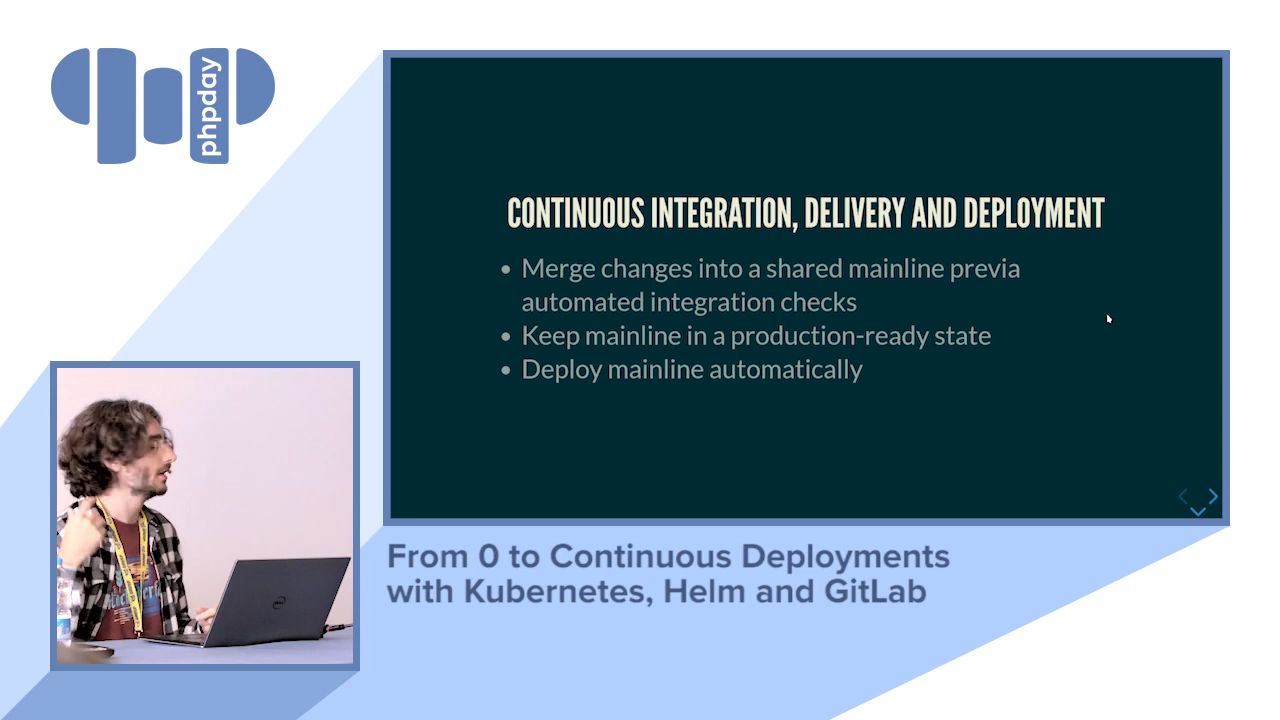 phpday
CONTINUOUS INTEGRATION, DELIVERY AND DEPLOYMENT
Merge changes into a shared mainline previa
automated integration checks
Keep mainline in a production-ready state
Deploy mainline automatically
From 0 to Continuous Deployments
with Kubernetes, Helm and GitLab